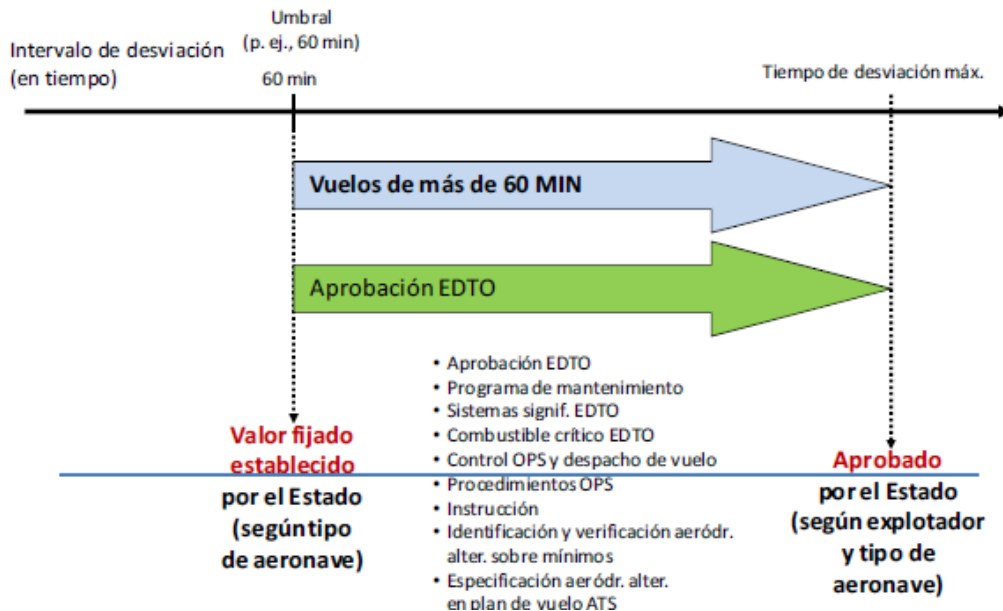 Umbral
(p. ej., 60 min)
Intervalo de desviación
(en tiempo)
60 min
Tiempo de desviación máx.
Vuelos de más de 60 MIN
Aprobación EDTO
• Aprobación EDTO
• Programa de mantenimiento
• Sistemas signif. EDTO
• Combustible crítico EDTO
• Control OPS y despacho de vuelo
• Procedimientos OPS
• Instrucción
• Identificación y verificación aeródr.
alter. sobre mínimos
• Especificación aeródr. alter.
en plan de vuelo ATS
Valor fijado
establecido
por el Estado
(según tipo
de aeronave)
Aprobado
por el Estado
(según explotador
y tipo de
aeronave)